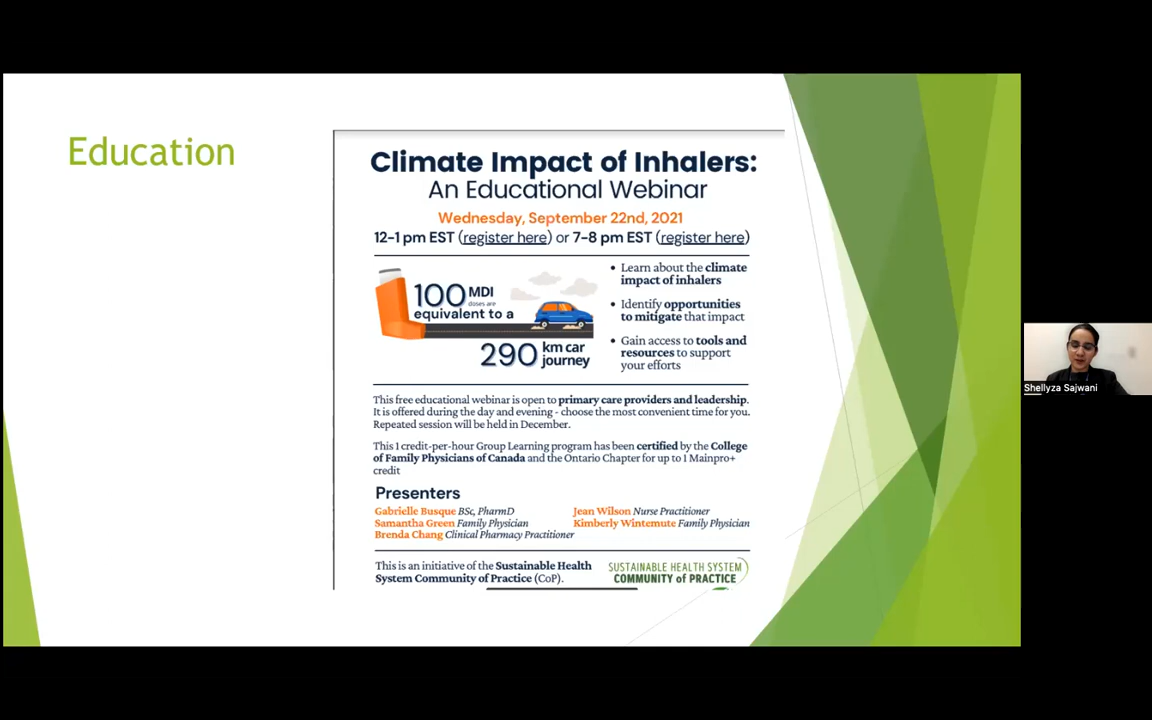 Education
Climate Impact of Inhalers:
An Educational Webinar
Wednesday, September 22nd, 2021
12-1 pm EST (register here) or 7-8 pm EST (register here)
100 MDI
doses are
equivalent to a
290 km car
journey
• Learn about the climate
impact of inhalers
• Identify opportunities
to mitigate that impact
• Gain access to tools and
resources to support
your efforts
This free educational webinar is open to primary care providers and leadership.
It is offered during the day and evening - choose the most convenient time for you.
Repeated session will be held in December.
This 1 credit-per-hour Group Learning program has been certified by the College
of Family Physicians of Canada and the Ontario Chapter for up to 1 Mainpro+
credit
Presenters
Gabrielle Busque BSc, PharmD
Samantha Green Family Physician
Brenda Chang Clinical Pharmacy Practitioner
Jean Wilson Nurse Practitioner
Kimberly Wintemute Family Physician
This is an initiative of the Sustainable Health
System Community of Practice (CoP).
SUSTAINABLE HEALTH SYSTEM
COMMUNITY of PRACTICE
Shellyza Sajwani